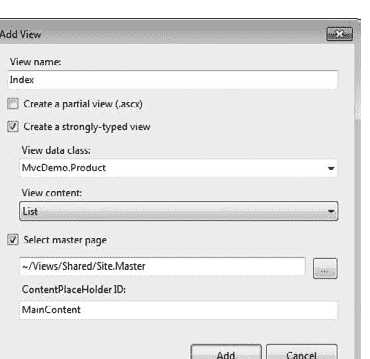 Add View
View name:
Index
Create a partial view (.ascx)
Create a strongly-typed view
View data class:
MvcDemo.Product
View content:
List
Select master page
~/Views/Shared/Site.Master
...
ContentPlaceHolder ID:
MainContent
Add
Cancel